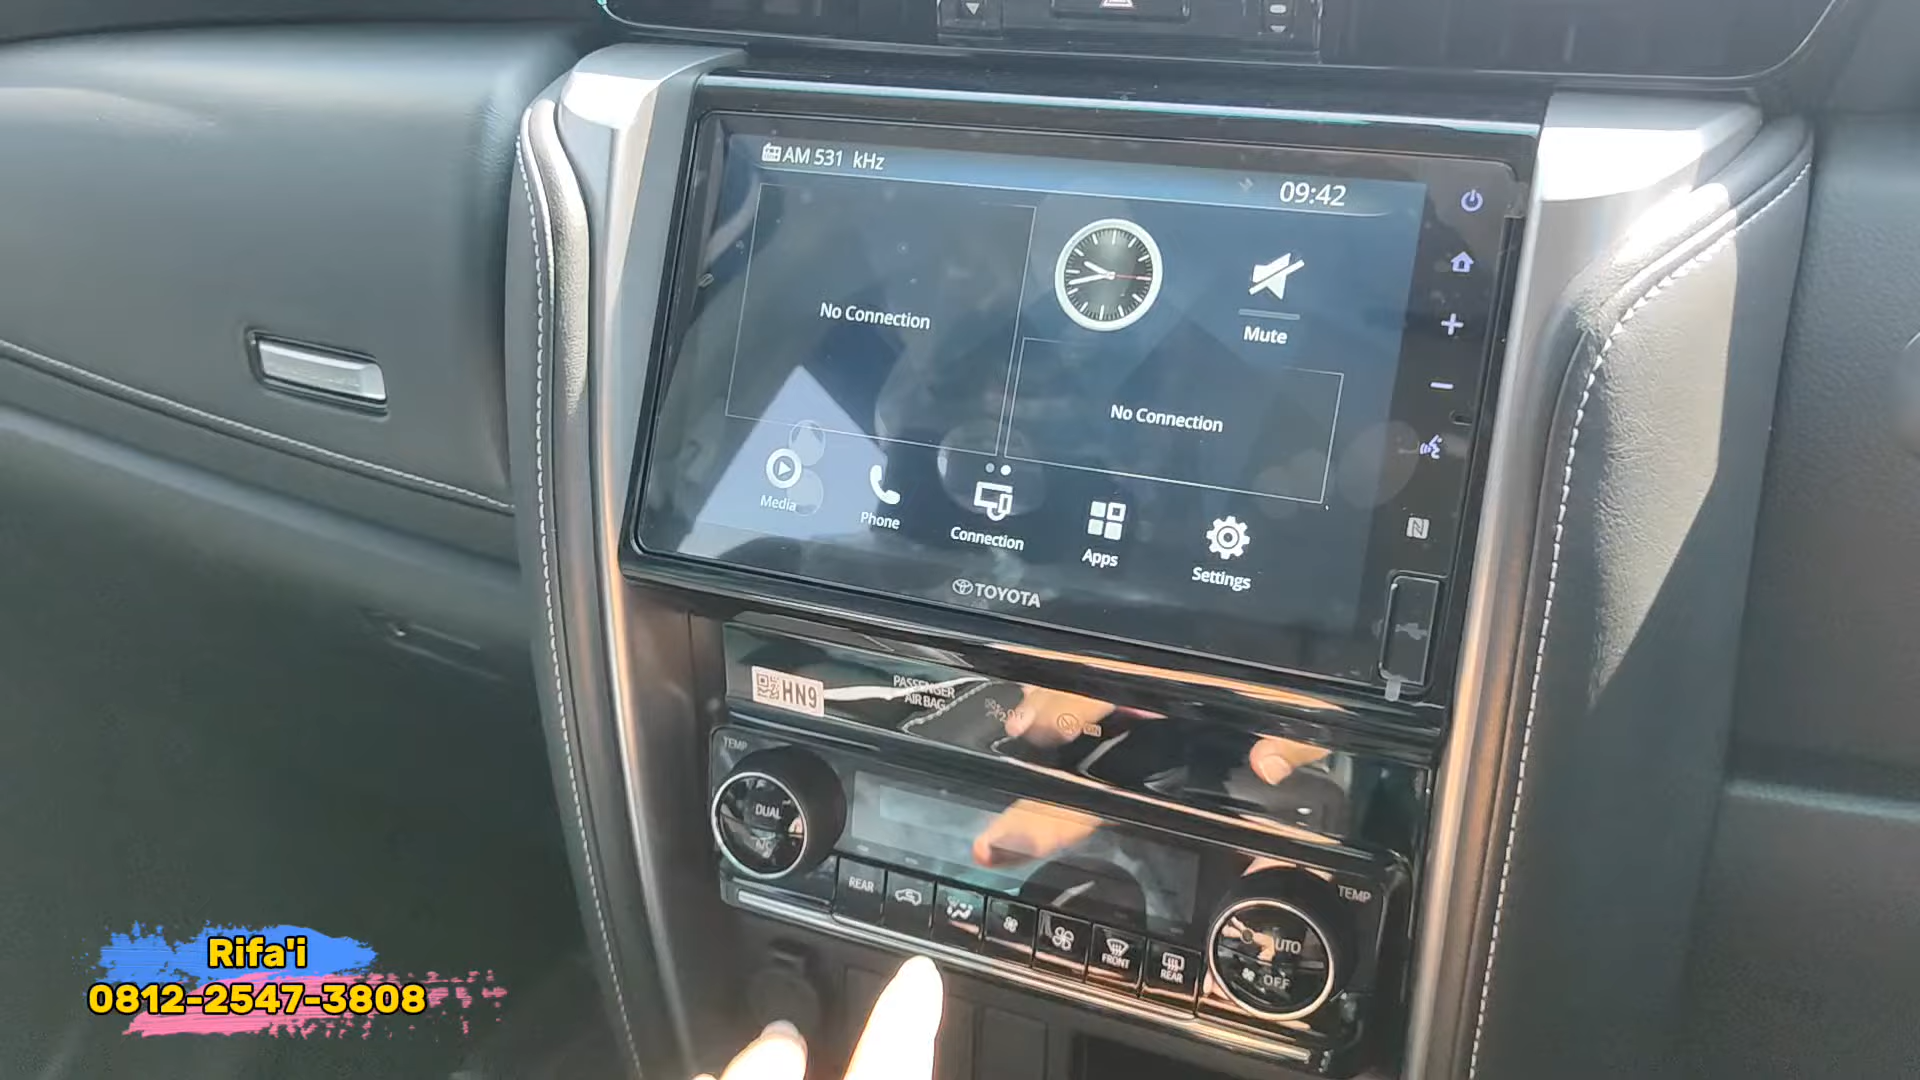 AM 531 kHz
09:42
No Connection
Mute
No Connection
Media
Phone
Connection
Apps
Settings
TOYOTA
HN9
PASSENGER
AIR BAG
TEMP
DUAL
A/C
REAR
FRONT
REAR
TEMP
AUTO
OFF
Rifa'i
0812-2547-3808